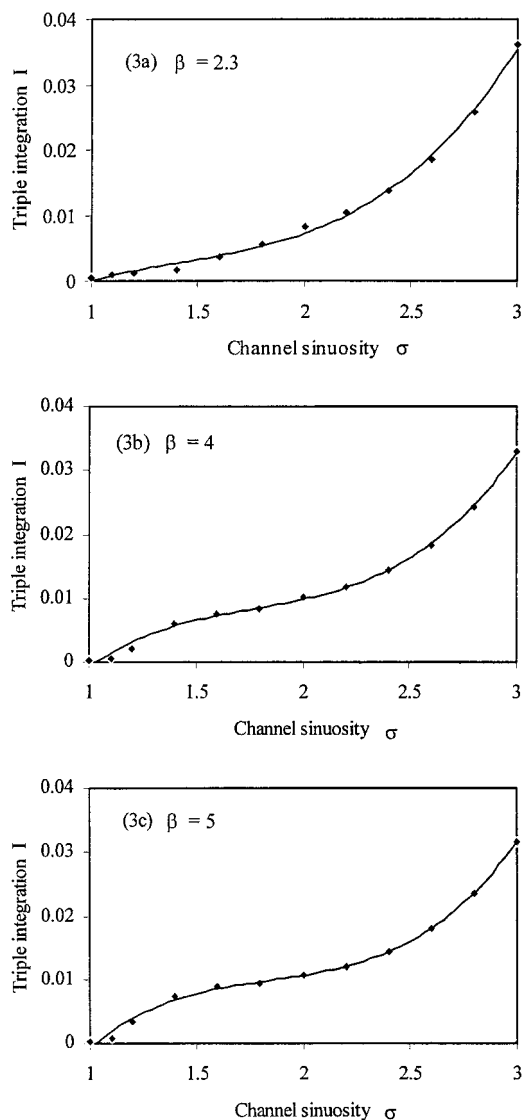 0.04
(3a) β = 2.3
0.03
0.02
0.01
0
Triple integration I
1 1.5 2 2.5 3
Channel sinuosity σ
0.04
(3b) β = 4
0.03
0.02
0.01
0
Triple integration I
1 1.5 2 2.5 3
Channel sinuosity σ
0.04
(3c) β = 5
0.03
0.02
0.01
0
Triple integration I
1 1.5 2 2.5 3
Channel sinuosity σ